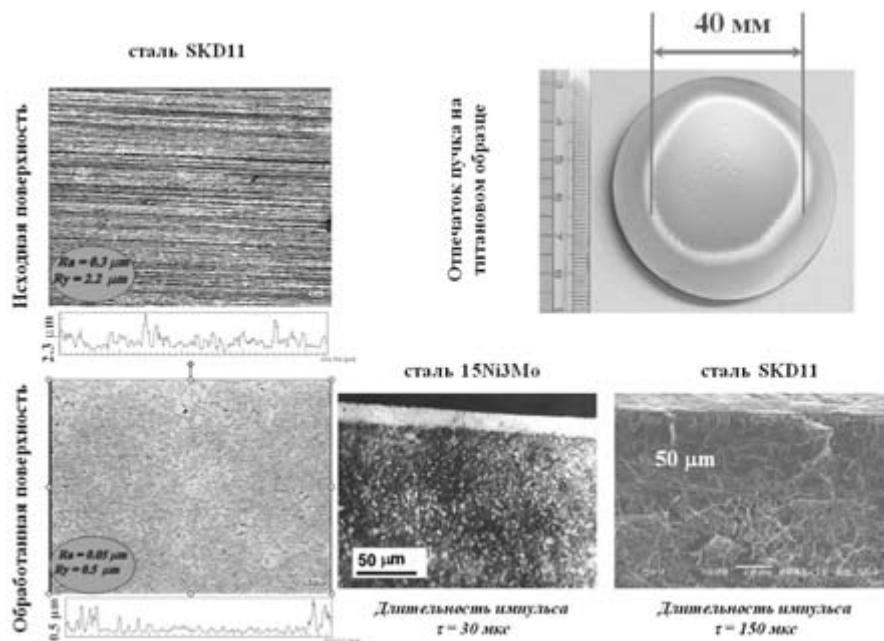 сталь SKD11
40 мм
Исходная поверхность
Отпечаток пучка на
титановом образце
Ra = 0.3 μm
Ry = 2.2 μm
2.3 μm
сталь 15Ni3Mo
сталь SKD11
Обработанная поверхность
50 μm
50 μm
Ra = 0.05 μm
Ry = 0.5 μm
0.5 μm
Длительность импульса
τ = 30 мкс
Длительность импульса
τ = 150 мкс